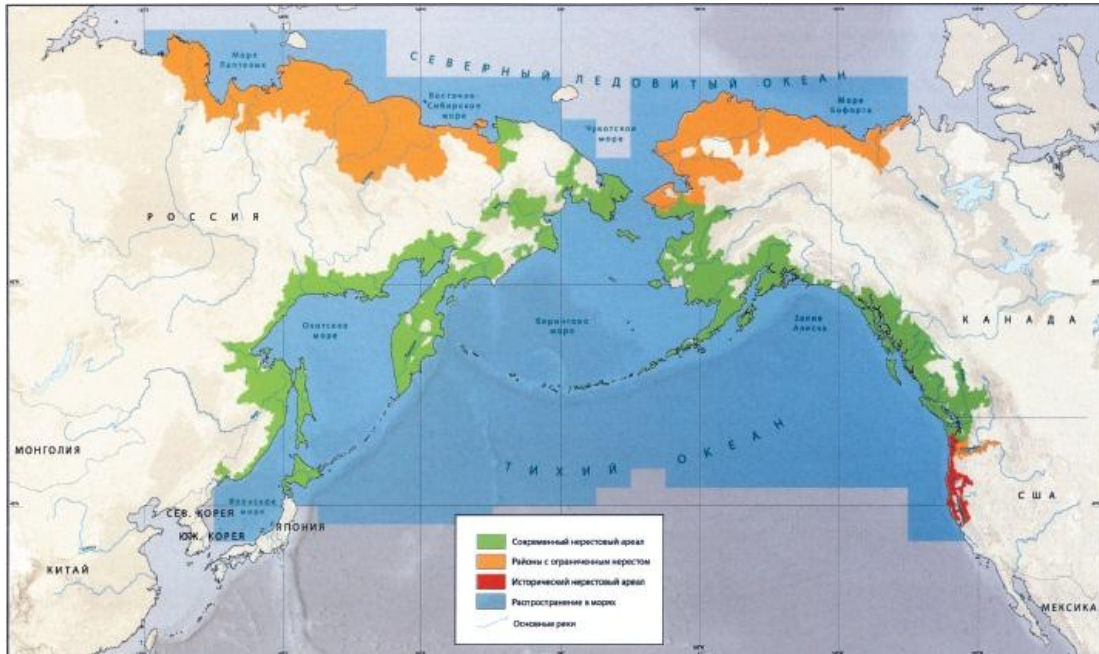 Море Лаптевых
СЕВЕРНЫЙ ЛЕДОВИТЫЙ ОКЕАН
Восточно-
Сибирское
море
Море
Бофорта
Чукотское
море
РОССИЯ
Охотское
море
Берингово
море
Залив
Аляска
КАНАДА
МОНГОЛИЯ
ТИХИЙ ОКЕАН
США
Японское
море
СЕВ. КОРЕЯ
ЯПОНИЯ
ЮЖ. КОРЕЯ
КИТАЙ
МЕКСИКА
Современный нерестовый ареал
Районы с ограниченным нерестом
Исторический нерестовый ареал
Распространение в морях
Основные реки